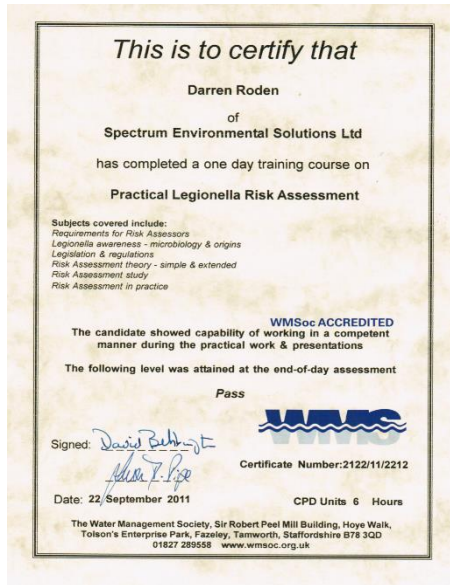 This is to certify that
Darren Roden
of
Spectrum Environmental Solutions Ltd
has completed a one day training course on
Practical Legionella Risk Assessment
Subjects covered include:
Requirements for Risk Assessors
Legionella awareness - microbiology & origins
Legislation & regulations
Risk Assessment theory - simple & extended
Risk Assessment study
Risk Assessment in practice
WMSoc ACCREDITED
The candidate showed capability of working in a competent
manner during the practical work & presentations
The following level was attained at the end-of-day assessment
Pass
WMS
Signed: David
Certificate Number:2122/11/2212
Date: 22 September 2011
CPD Units 6 Hours
The Water Management Society, Sir Robert Peel Mill Building, Hoye Walk,
Tolson's Enterprise Park, Fazeley, Tamworth, Staffordshire B78 3QD
01827 289558 www.wmsoc.org.uk